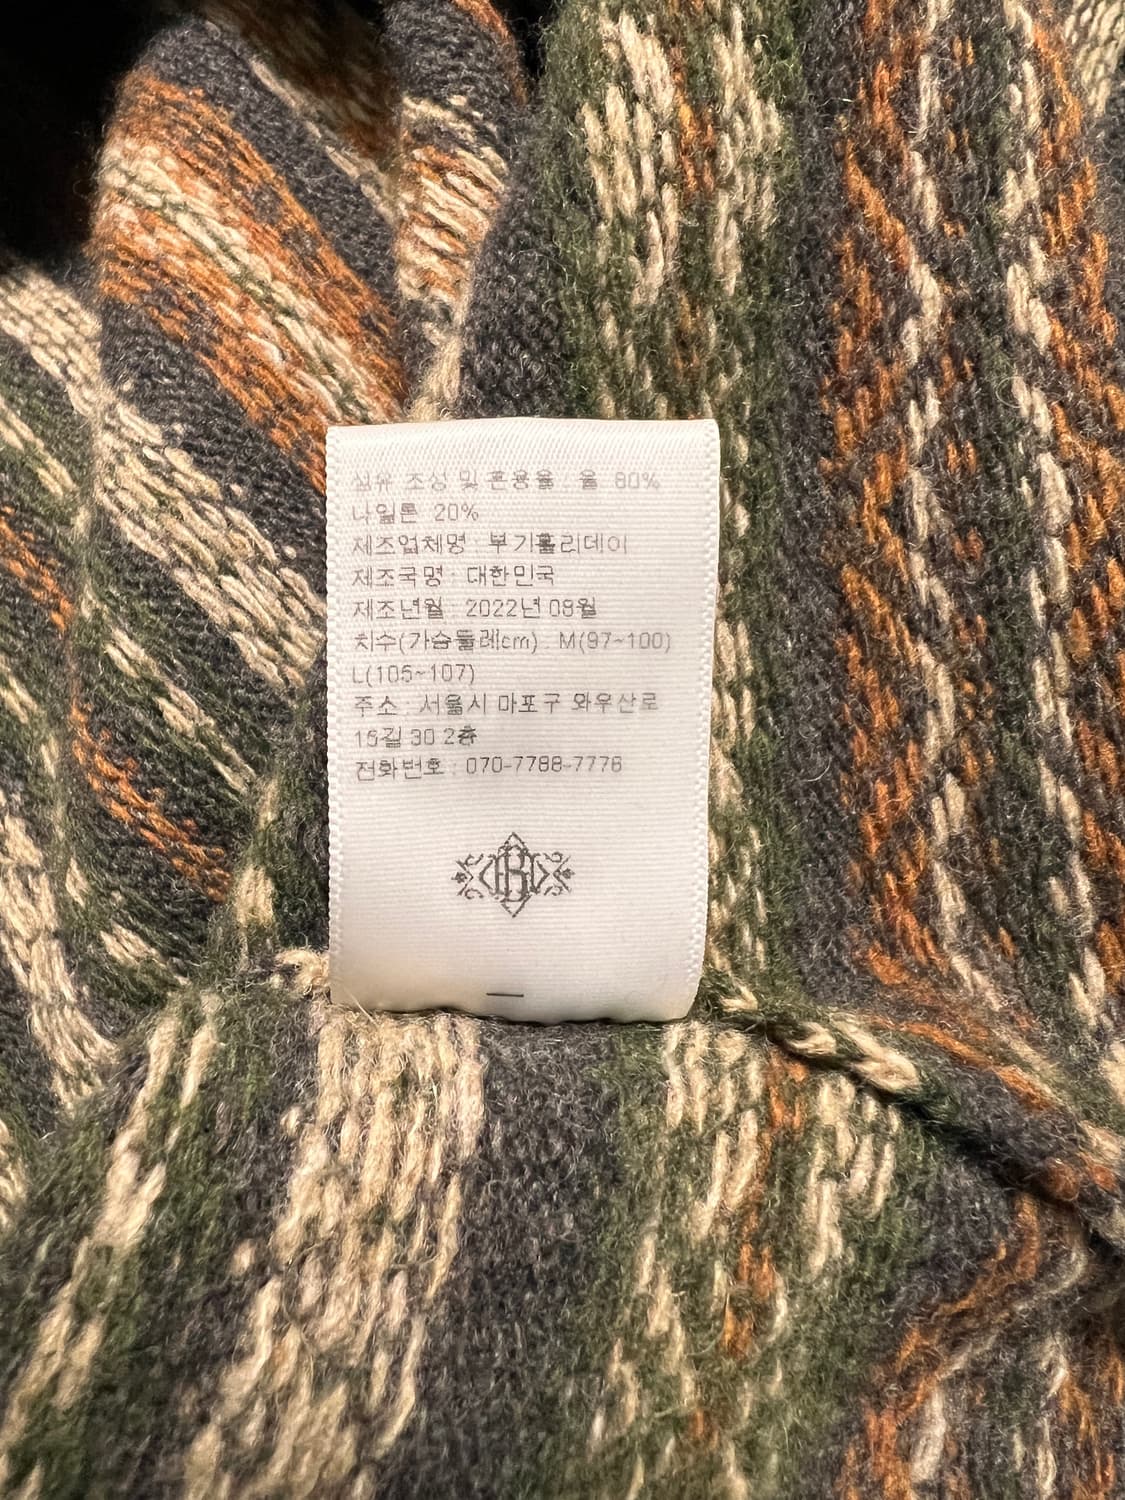 섬유 조성 및 혼용율 : 울 80%
나일론 20%
제조업체명 : 부기홀리데이
제조국명 : 대한민국
제조년월 : 2022년 08월
치수(가슴둘레cm) : M(97~100)
L(105~107)
주소 : 서울시 마포구 와우산로
15길 30 2층
전화번호 : 070-7788-7776